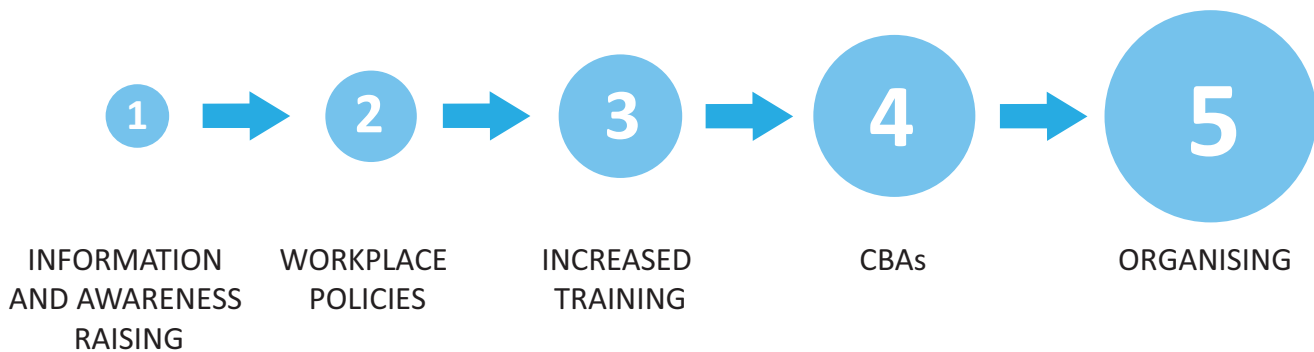 1
2
3
4
5
INFORMATION
AND AWARENESS
RAISING
WORKPLACE
POLICIES
INCREASED
TRAINING
CBAs
ORGANISING